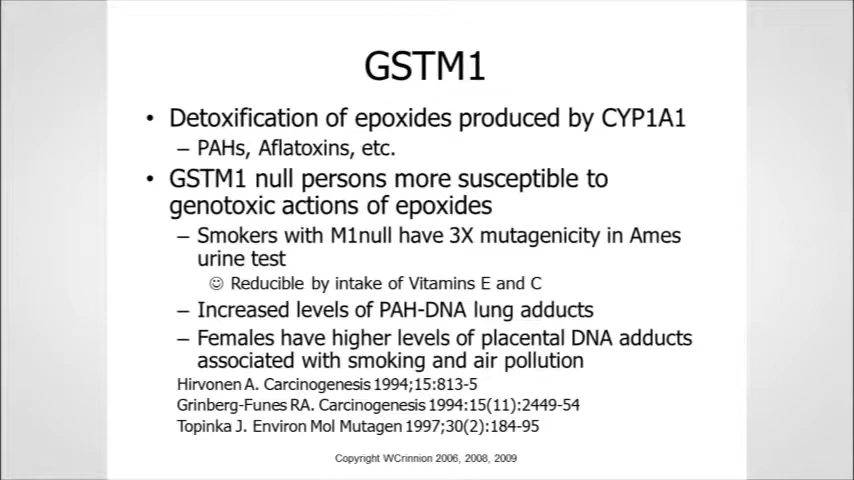 GSTM1
• Detoxification of epoxides produced by CYP1A1
– PAHs, Aflatoxins, etc.
• GSTM1 null persons more susceptible to
genotoxic actions of epoxides
– Smokers with M1null have 3X mutagenicity in Ames
urine test
☺ Reducible by intake of Vitamins E and C
– Increased levels of PAH-DNA lung adducts
– Females have higher levels of placental DNA adducts
associated with smoking and air pollution
Hirvonen A. Carcinogenesis 1994;15:813-5
Grinberg-Funes RA. Carcinogenesis 1994:15(11):2449-54
Topinka J. Environ Mol Mutagen 1997;30(2):184-95
Copyright WCrinnion 2006, 2008, 2009